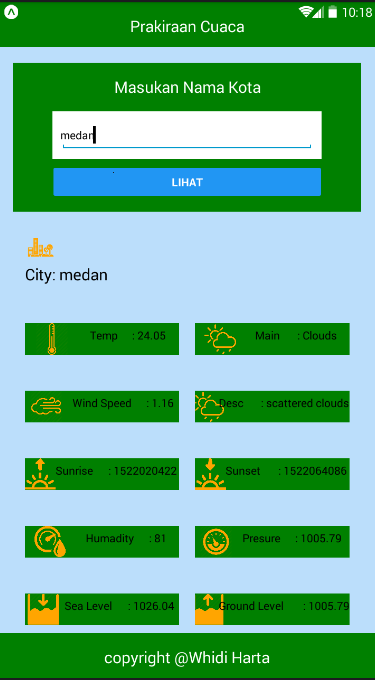 10:18
Prakiraan Cuaca
Masukan Nama Kota
medan
LIHAT
City: medan
Temp : 24.05
Main : Clouds
Wind Speed : 1.16
Desc : scattered clouds
Sunrise : 1522020422
Sunset : 1522064086
Humadity : 81
Presure : 1005.79
Sea Level : 1026.04
Ground Level : 1005.79
copyright @Whidi Harta